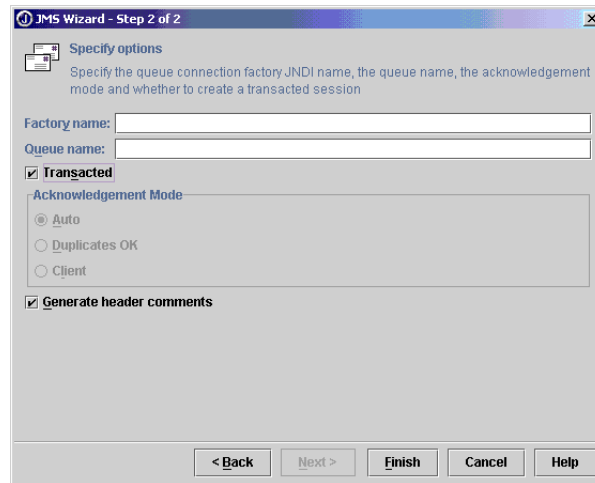 JMS Wizard - Step 2 of 2
Specify options
Specify the queue connection factory JNDI name, the queue name, the acknowledgement
mode and whether to create a transacted session
Factory name:
Queue name:
Transacted
Acknowledgement Mode
Auto
Duplicates OK
Client
Generate header comments
< Back Next > Finish Cancel Help